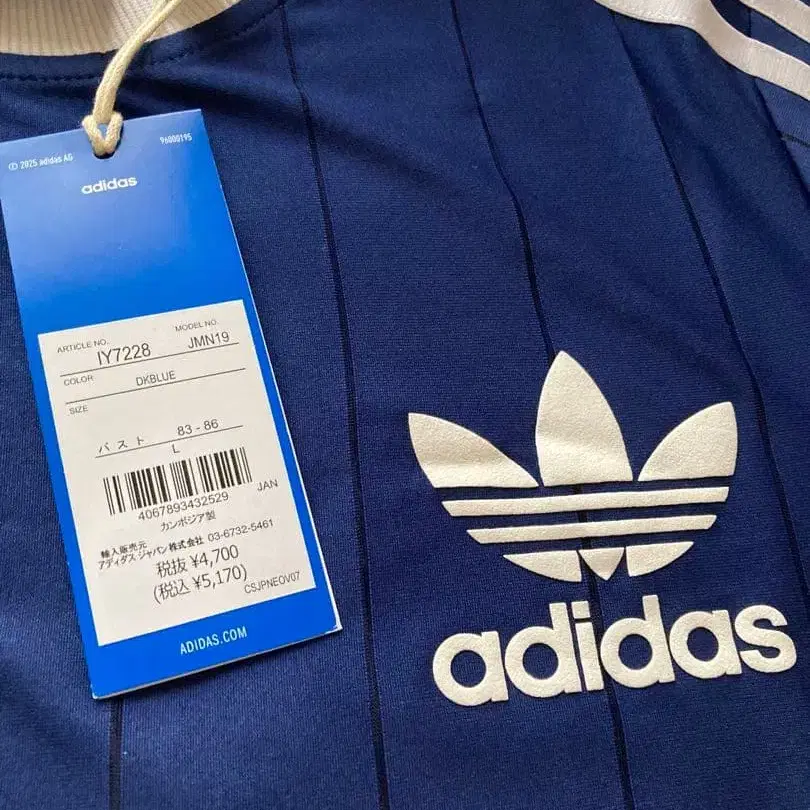 © 2025 adidas AG
96000195
adidas
ARTICLE NO. IY7228 MODEL NO. JMN19
COLOR DKBLUE
SIZE
バスト 83 - 86
L
JAN
4067893432529
カンボジア製
輸入販売元
アディダス ジャパン株式会社 03-6732-5461
税抜 ¥4,700
(税込 ¥5,170)
CSJPNEOV07
ADIDAS.COM
adidas